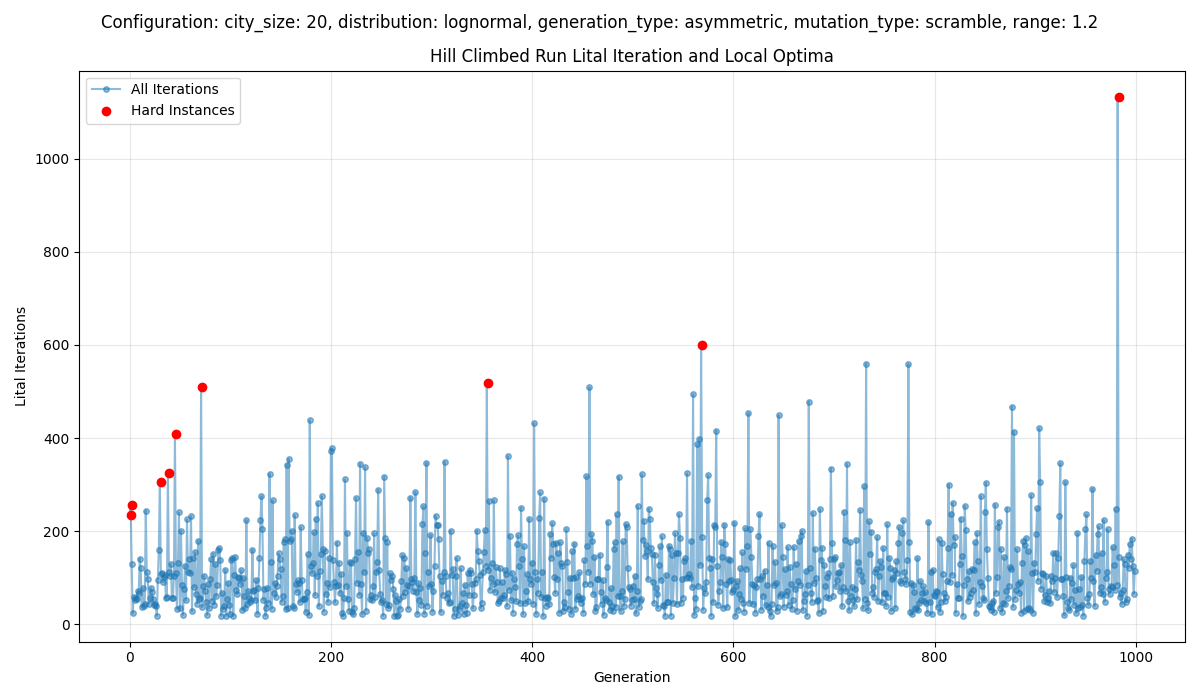 Configuration: city_size: 20, distribution: lognormal, generation_type: asymmetric, mutation_type: scramble, range: 1.2
Hill Climbed Run Lital Iteration and Local Optima
All Iterations
Hard Instances
Lital Iterations
1000
800
600
400
200
0
0 200 400 600 800 1000
Generation